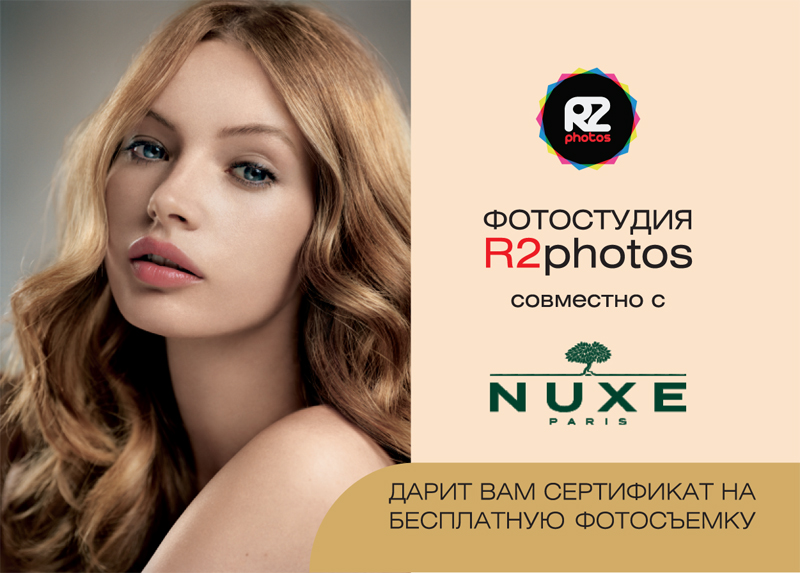 R2
photos
ФОТОСТУДИЯ
R2photos
совместно с
NUXE
PARIS
ДАРИТ ВАМ СЕРТИФИКАТ НА
БЕСПЛАТНУЮ ФОТОСЪЕМКУ